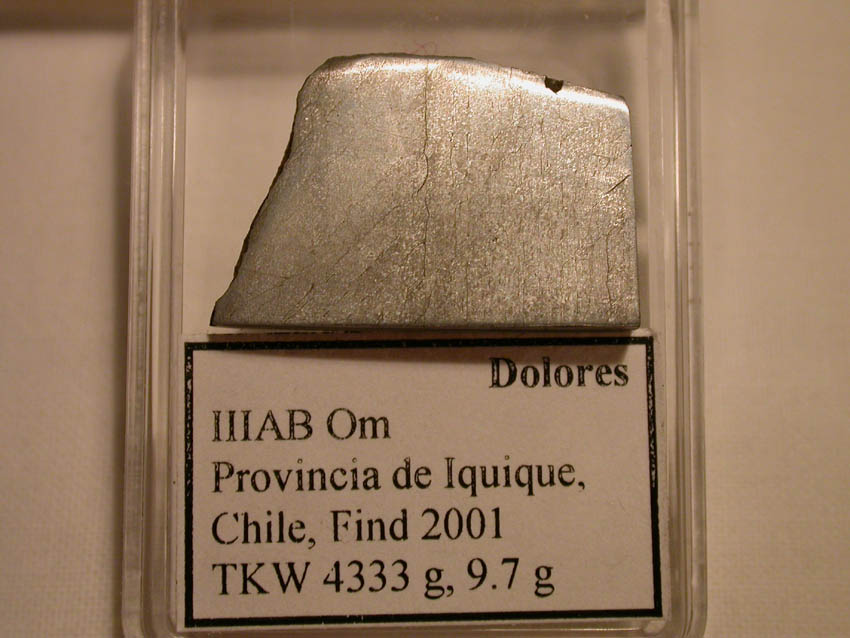 Dolores
IIIAB Om
Provincia de Iquique,
Chile, Find 2001
TKW 4333 g, 9.7 g